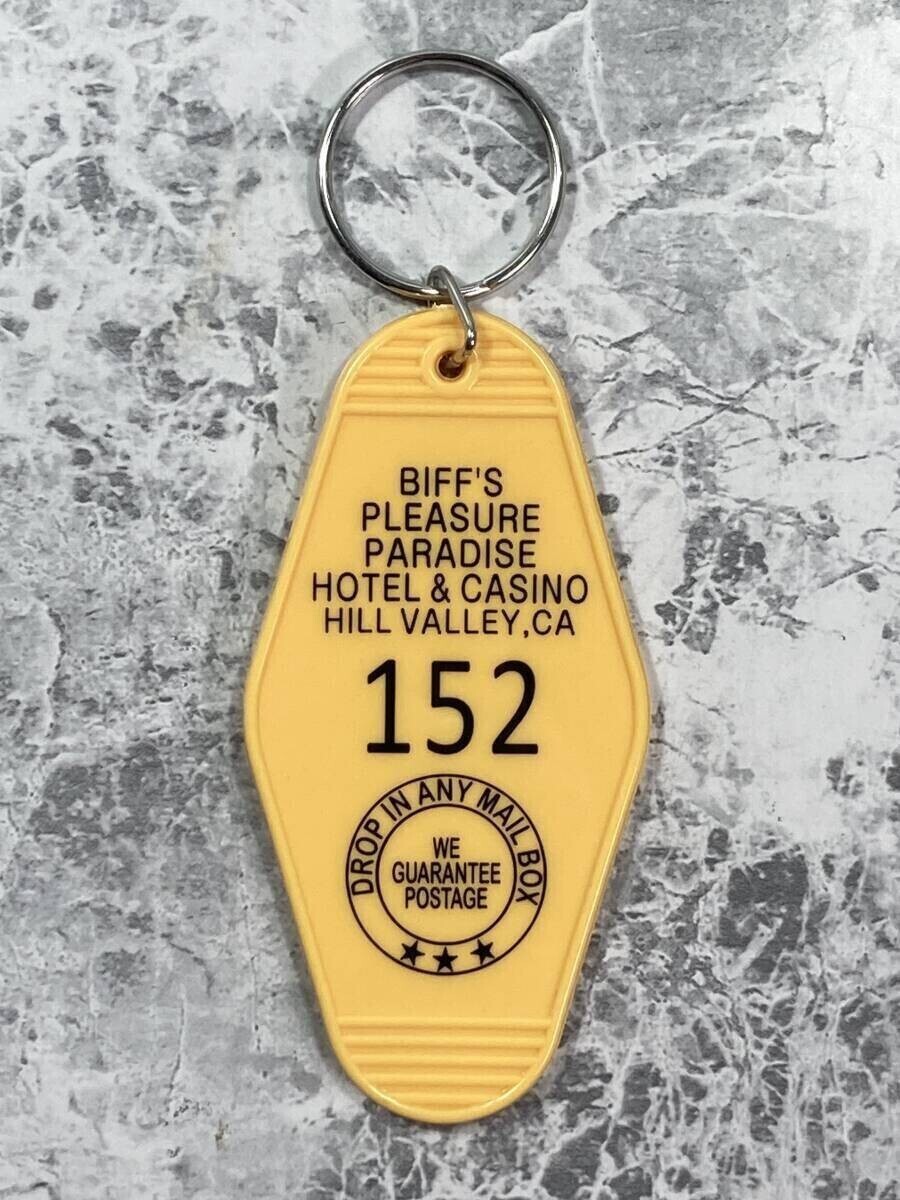 BIFF'S
PLEASURE
PARADISE
HOTEL & CASINO
HILL VALLEY,CA
152
DROP IN ANY MAIL BOX
WE
GUARANTEE
POSTAGE